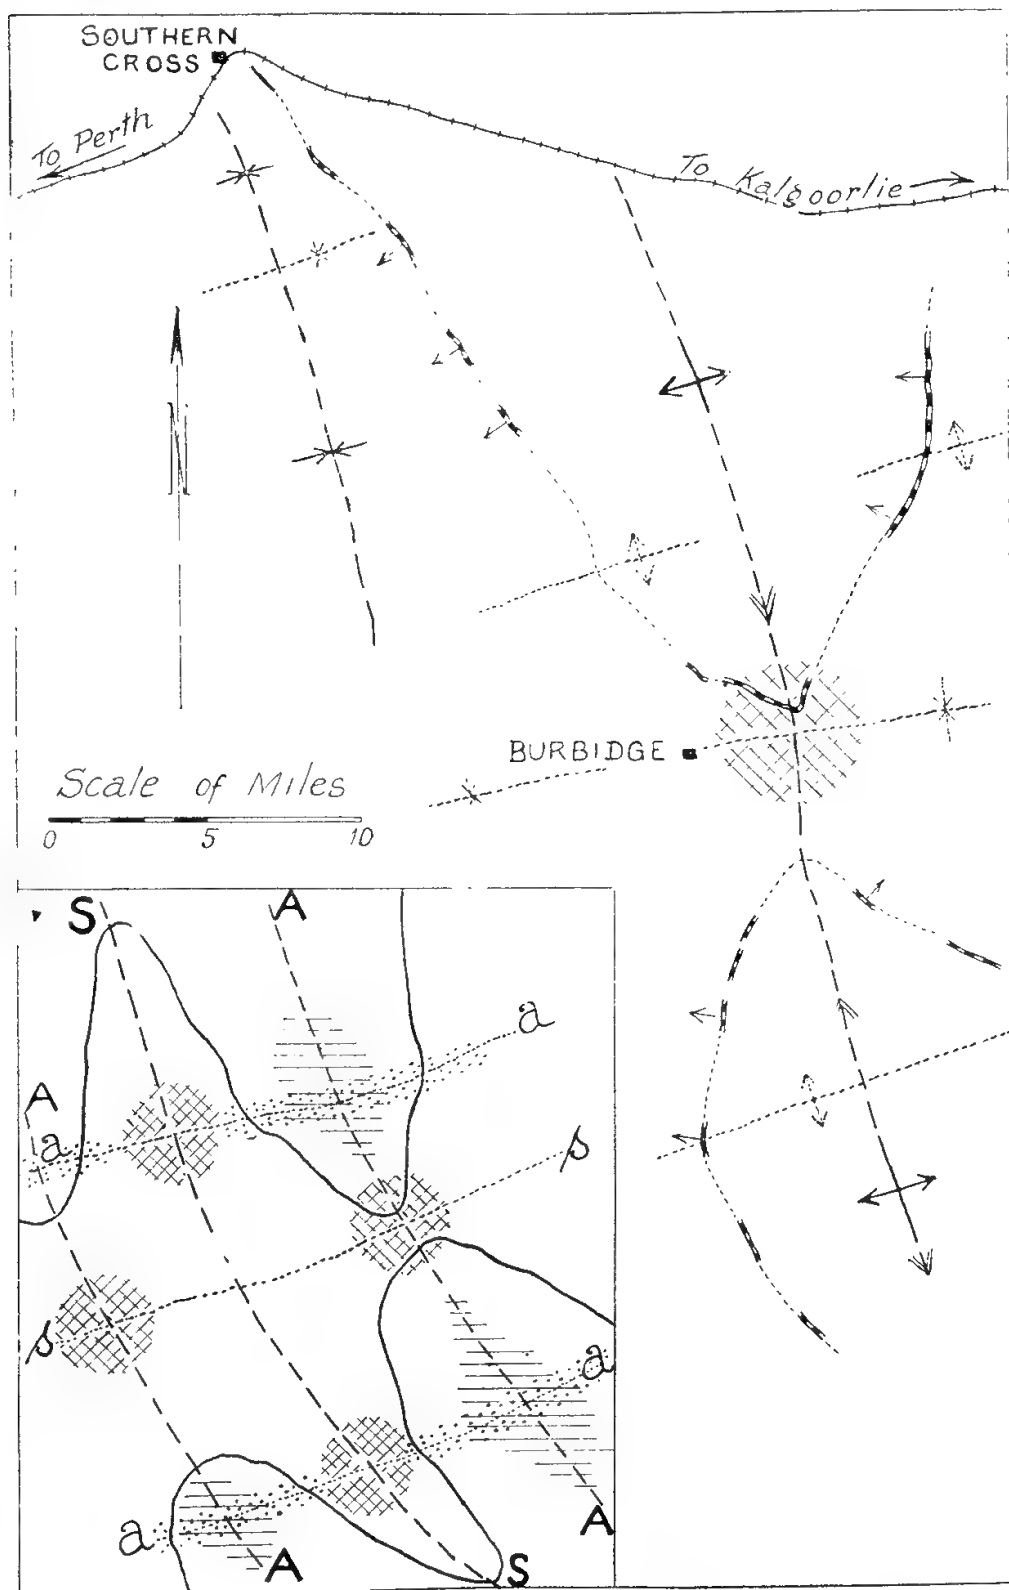 SOUTHERN
CROSS
To Perth
To Kalgoorlie
N
BURBIDGE
Scale of Miles
0 5 10
S A
a
A
a
s
s
a
a A S
A